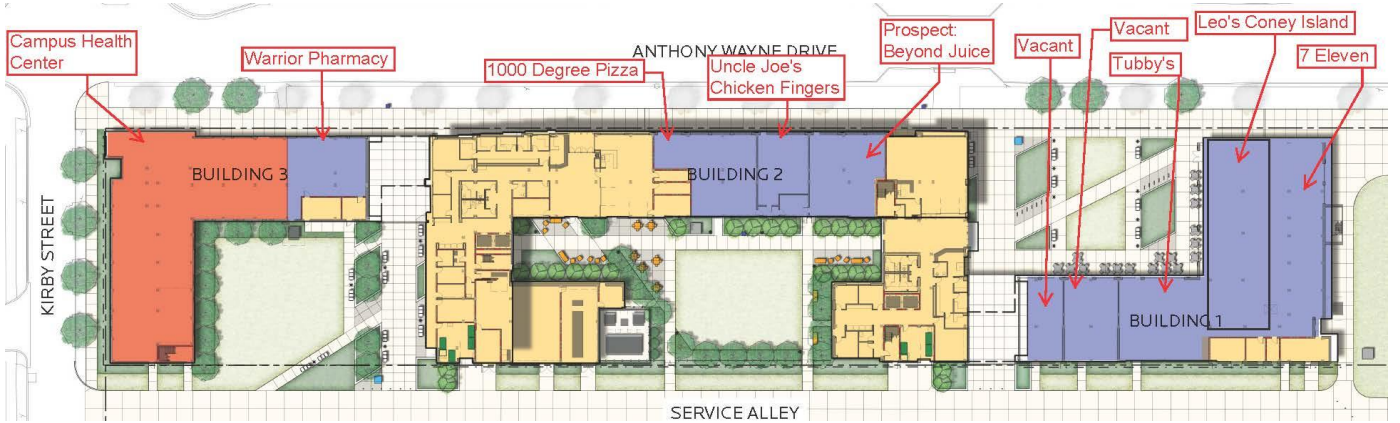 Campus Health
Center
Warrior Pharmacy
ANTHONY WAYNE DRIVE
1000 Degree Pizza
Uncle Joe's
Chicken Fingers
Prospect:
Beyond Juice
Vacant
Vacant
Tubby's
Leo's Coney Island
7 Eleven
BUILDING 3
BUILDING 2
BUILDING 1
KIRBY STREET
SERVICE ALLEY